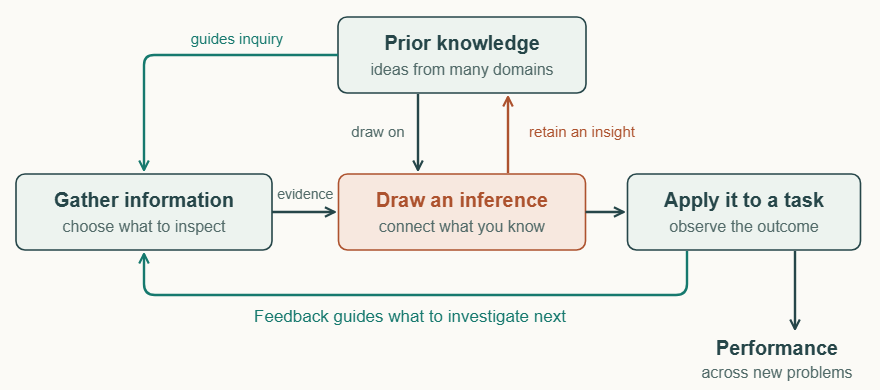 guides inquiry
Prior knowledge
ideas from many domains
draw on
retain an insight
Gather information
choose what to inspect
evidence
Draw an inference
connect what you know
Apply it to a task
observe the outcome
Feedback guides what to investigate next
Performance
across new problems